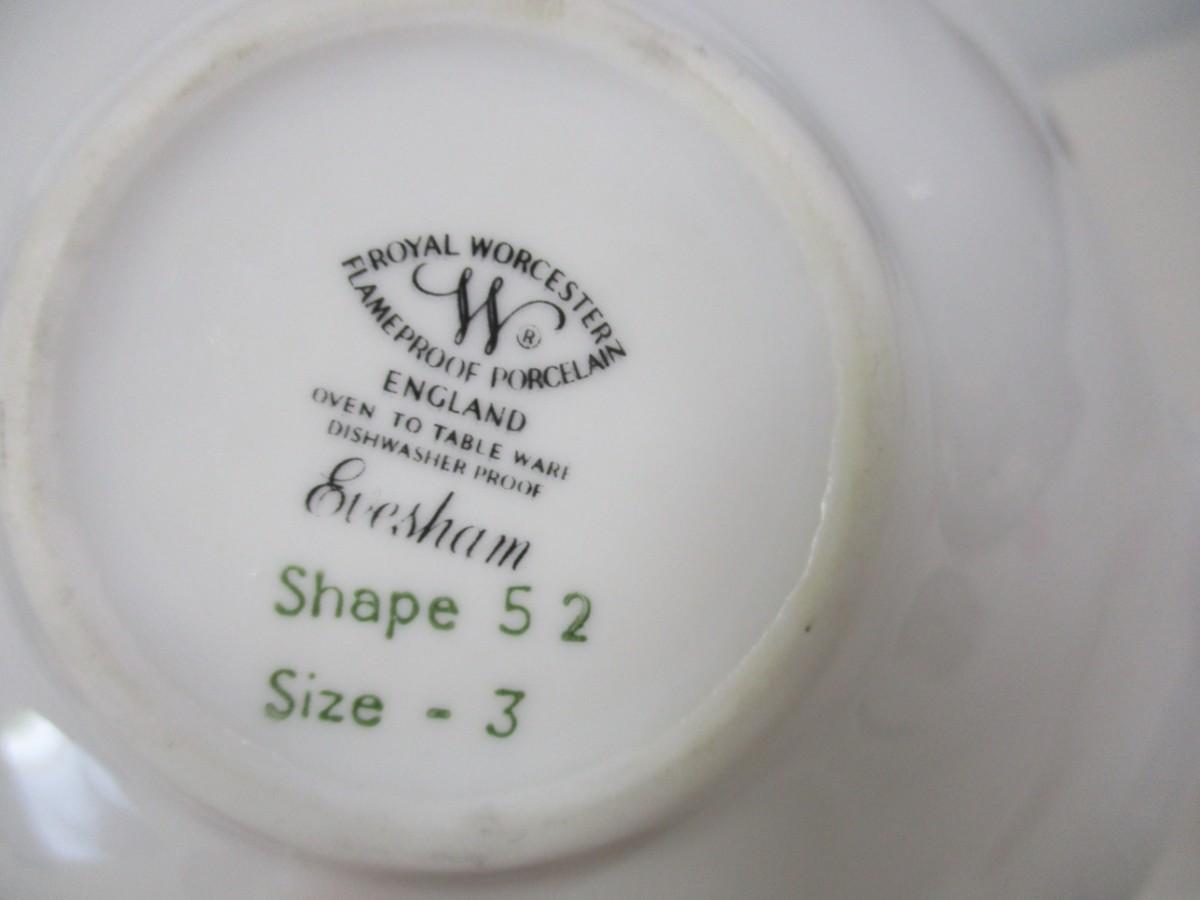 ROYAL WORCESTER
W ®
FLAMEPROOF PORCELAIN
ENGLAND
OVEN TO TABLE WARE
DISHWASHER PROOF
Evesham
Shape 52
Size - 3